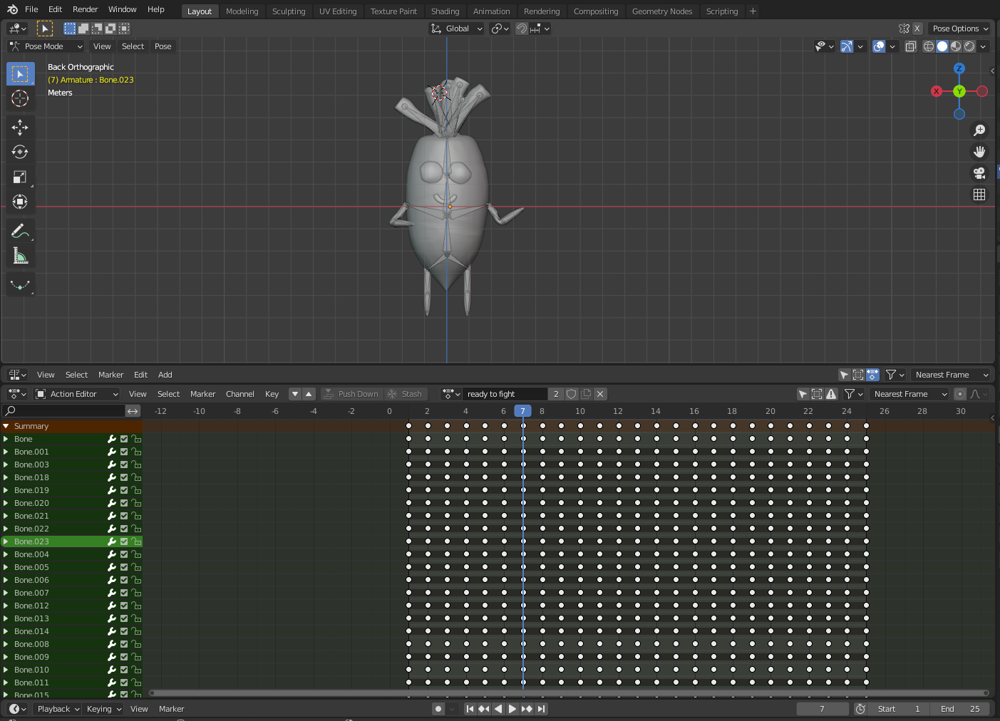 File Edit Render Window Help Layout Modeling Sculpting UV Editing Texture Paint Shading Animation Rendering Compositing Geometry Nodes Scripting +
Global X Pose Options
Pose Mode View Select Pose
Back Orthographic
(7) Armature : Bone.023
Meters
Z
X Y
View Select Marker Edit Add Nearest Frame
Action Editor View Select Marker Channel Key Push Down Stash ready to fight 2 Nearest Frame
-12 -10 -8 -6 -4 -2 0 2 4 6 7 8 10 12 14 16 18 20 22 24 26 28 30
Summary
Bone
Bone.001
Bone.003
Bone.018
Bone.019
Bone.020
Bone.021
Bone.022
Bone.023
Bone.004
Bone.005
Bone.006
Bone.007
Bone.012
Bone.013
Bone.014
Bone.008
Bone.009
Bone.010
Bone.011
Bone.015
Playback Keying View Marker 7 Start 1 End 25